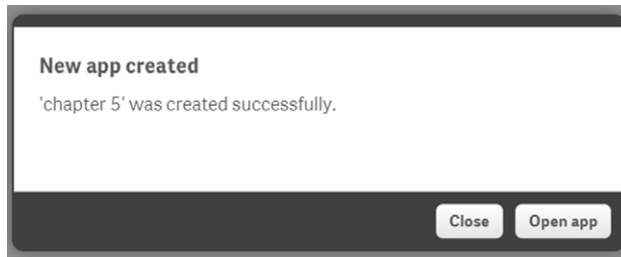 New app created
'chapter 5' was created successfully.
Close
Open app